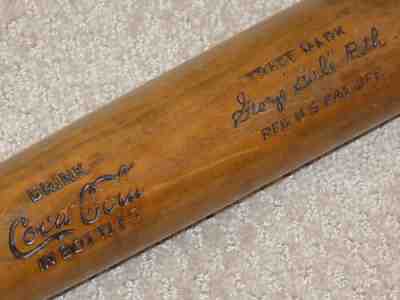 TRADE MARK
George "Babe" Ruth
REG. U.S. PAT. OFF.
DRINK
Coca-Cola
IN BOTTLES